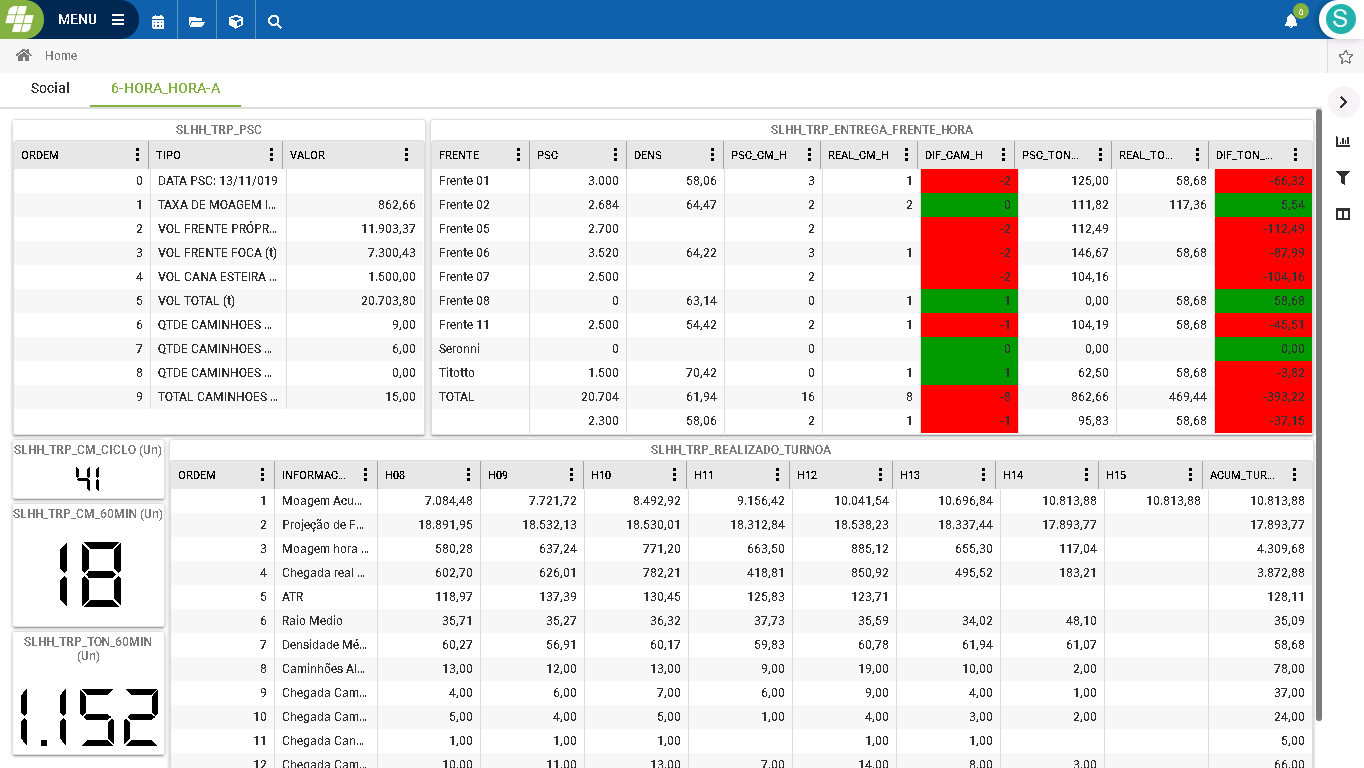 MENU
0
S
Home
Social 6-HORA_HORA-A
SLHH_TRP_PSC
ORDEM TIPO VALOR
0 DATA PSC: 13/11/019
1 TAXA DE MOAGEM I... 862,66
2 VOL FRENTE PRÓPR... 11.903,37
3 VOL FRENTE FOCA (t) 7.300,43
4 VOL CANA ESTEIRA ... 1.500,00
5 VOL TOTAL (t) 20.703,80
6 QTDE CAMINHOES ... 9,00
7 QTDE CAMINHOES ... 6,00
8 QTDE CAMINHOES ... 0,00
9 TOTAL CAMINHOES ... 15,00
SLHH_TRP_ENTREGA_FRENTE_HORA
FRENTE PSC DENS PSC_CM_H REAL_CM_H DIF_CAM_H PSC_TON... REAL_TO... DIF_TON_...
Frente 01 3.000 58,06 3 1 -2 125,00 58,68 -66,32
Frente 02 2.684 64,47 2 2 0 111,82 117,36 5,54
Frente 05 2.700 2 -2 112,49 -112,49
Frente 06 3.520 64,22 3 1 -2 146,67 58,68 -87,99
Frente 07 2.500 2 -2 104,16 -104,16
Frente 08 0 63,14 0 1 1 0,00 58,68 58,68
Frente 11 2.500 54,42 2 1 -1 104,19 58,68 -45,51
Seronni 0 0 0 0,00 0,00
Titotto 1.500 70,42 0 1 1 62,50 58,68 -3,82
TOTAL 20.704 61,94 16 8 -8 862,66 469,44 -393,22
2.300 58,06 2 1 -1 95,83 58,68 -37,15
SLHH_TRP_CM_CICLO (Un)
41
SLHH_TRP_CM_60MIN (Un)
18
SLHH_TRP_TON_60MIN
(Un)
1.152
SLHH_TRP_REALIZADO_TURNOA
ORDEM INFORMAC... H08 H09 H10 H11 H12 H13 H14 H15 ACUM_TUR...
1 Moagem Acu... 7.084,48 7.721,72 8.492,92 9.156,42 10.041,54 10.696,84 10.813,88 10.813,88 10.813,88
2 Projeção de F... 18.891,95 18.532,13 18.530,01 18.312,84 18.538,23 18.337,44 17.893,77 17.893,77
3 Moagem hora ... 580,28 637,24 771,20 663,50 885,12 655,30 117,04 4.309,68
4 Chegada real ... 602,70 626,01 782,21 418,81 850,92 495,52 183,21 3.872,88
5 ATR 118,97 137,39 130,45 125,83 123,71 128,11
6 Raio Medio 35,71 35,27 36,32 37,73 35,59 34,02 48,10 35,09
7 Densidade Mé... 60,27 56,91 60,17 59,83 60,78 61,94 61,07 58,68
8 Caminhões Al... 13,00 12,00 13,00 9,00 19,00 10,00 2,00 78,00
9 Chegada Cam... 4,00 6,00 7,00 6,00 9,00 4,00 1,00 37,00
10 Chegada Cam... 5,00 4,00 5,00 1,00 4,00 3,00 2,00 24,00
11 Chegada Can... 1,00 1,00 1,00 1,00 1,00 5,00
12 Chegada Cam... 10,00 11,00 13,00 7,00 14,00 8,00 3,00 66,00